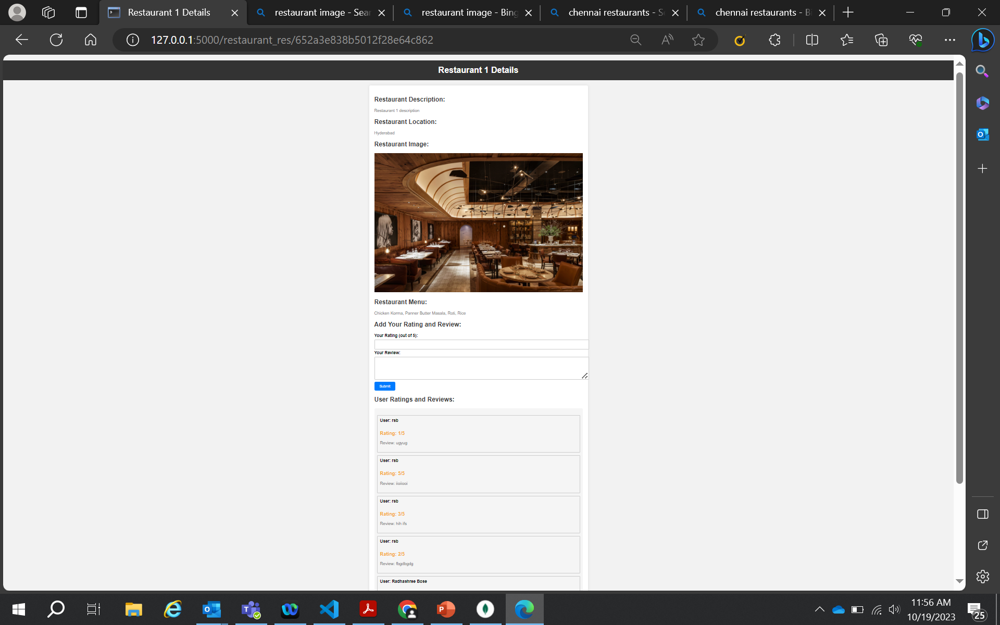 Restaurant 1 Details
restaurant image - Sear
restaurant image - Bing
chennai restaurants - Se
chennai restaurants - Bi
127.0.0.1:5000/restaurant_res/652a3e838b5012f28e64c862
Restaurant 1 Details
Restaurant Description:
Restaurant 1 description
Restaurant Location:
Hyderabad
Restaurant Image:
Restaurant Menu:
Chicken Korma, Panner Butter Masala, Roti, Rice
Add Your Rating and Review:
Your Rating (out of 5):
Your Review:
Submit
User Ratings and Reviews:
User: rsb
Rating: 1/5
Review: ugyug
User: rsb
Rating: 5/5
User: rsb
Rating: 3/5
Review: hih ifs
User: rsb
Rating: 2/5
Review: fbgdbgdg
User: Radhashree Bose
11:56 AM
10/19/2023
25